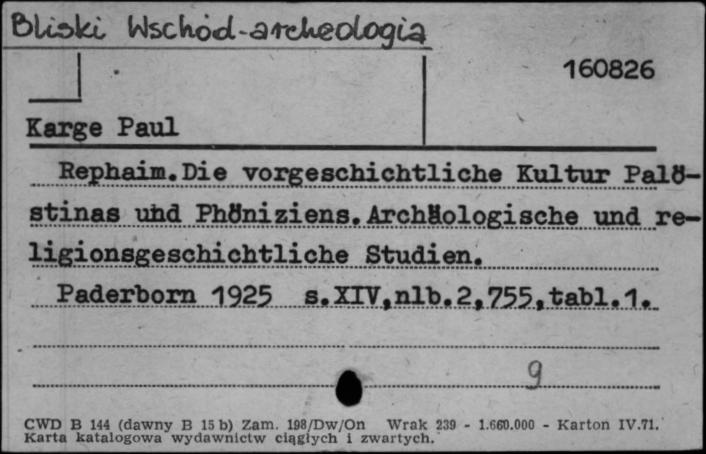 Bliski Wschód-archeologia
160826
Karge Paul
Rephaim.Die vorgeschichtliche Kultur Palö-
stinas und Phöniziens.Archäologische und re-
ligionsgeschichtliche Studien.
Paderborn 1925 s.XIV,nlb.2,755,tabl.1.
9
CWD B 144 (dawny B 15 b) Zam. 198/Dw/On Wrak 239 - 1.660.000 - Karton IV.71.
Karta katalogowa wydawnictw ciągłych i zwartych.